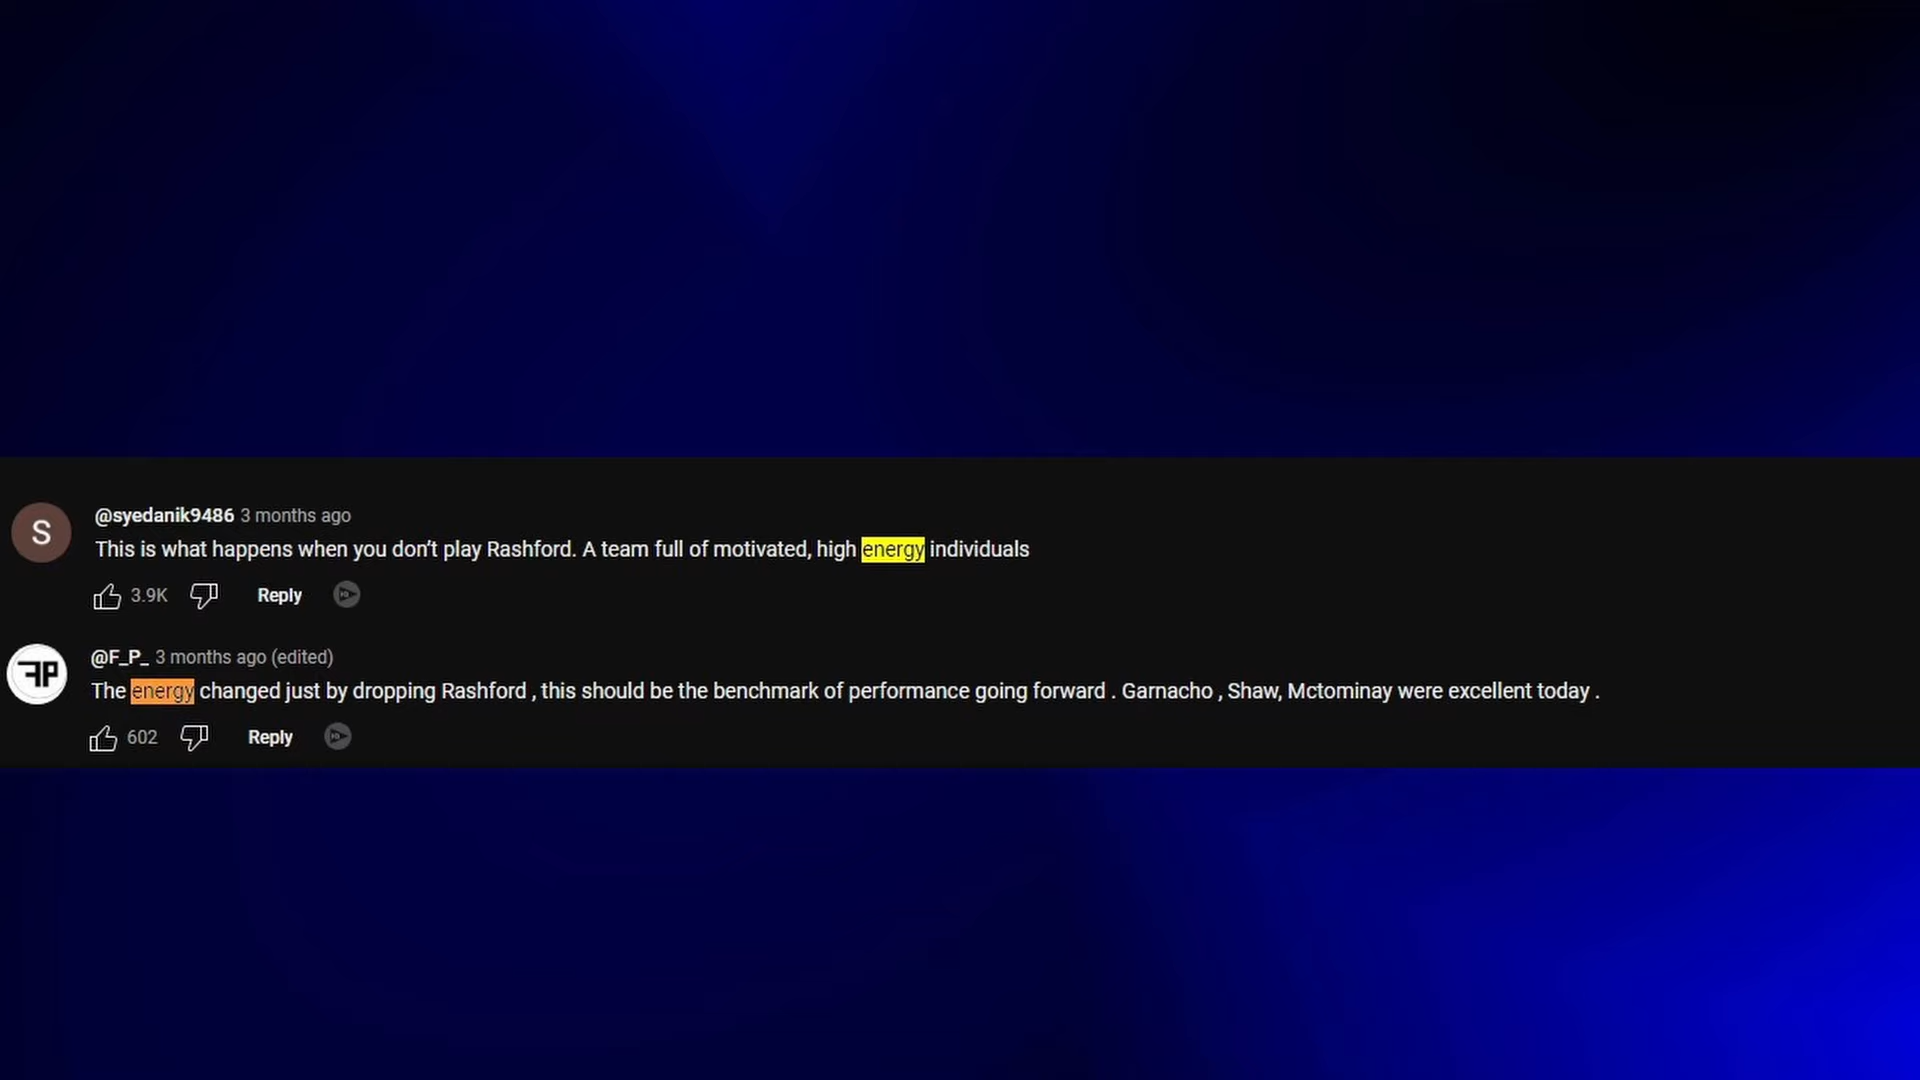 S
@syedanik9486 3 months ago
This is what happens when you don’t play Rashford. A team full of motivated, high energy individuals
3.9K Reply
FP
@F_P_ 3 months ago (edited)
The energy changed just by dropping Rashford , this should be the benchmark of performance going forward . Garnacho , Shaw, Mctominay were excellent today .
602 Reply